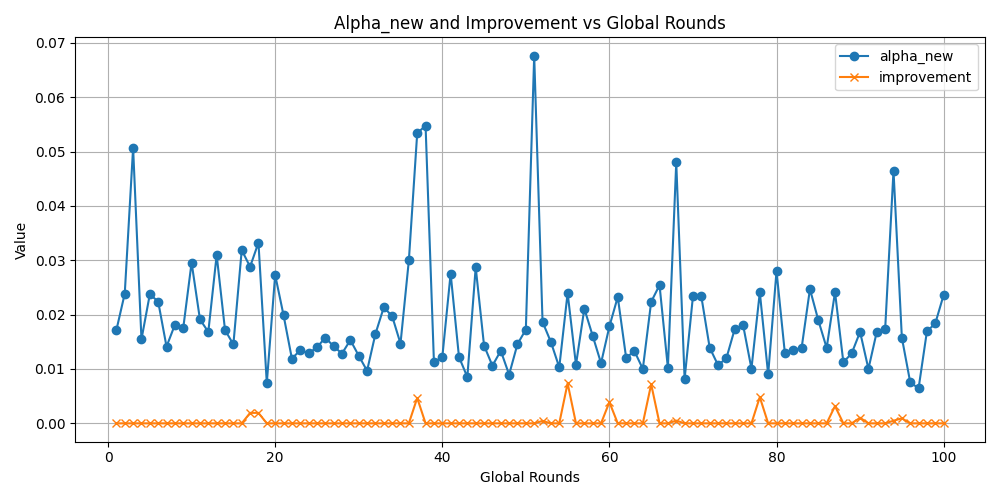 Alpha_new and Improvement vs Global Rounds
alpha_new
improvement
Value
0.07
0.06
0.05
0.04
0.03
0.02
0.01
0.00
0 20 40 60 80 100
Global Rounds